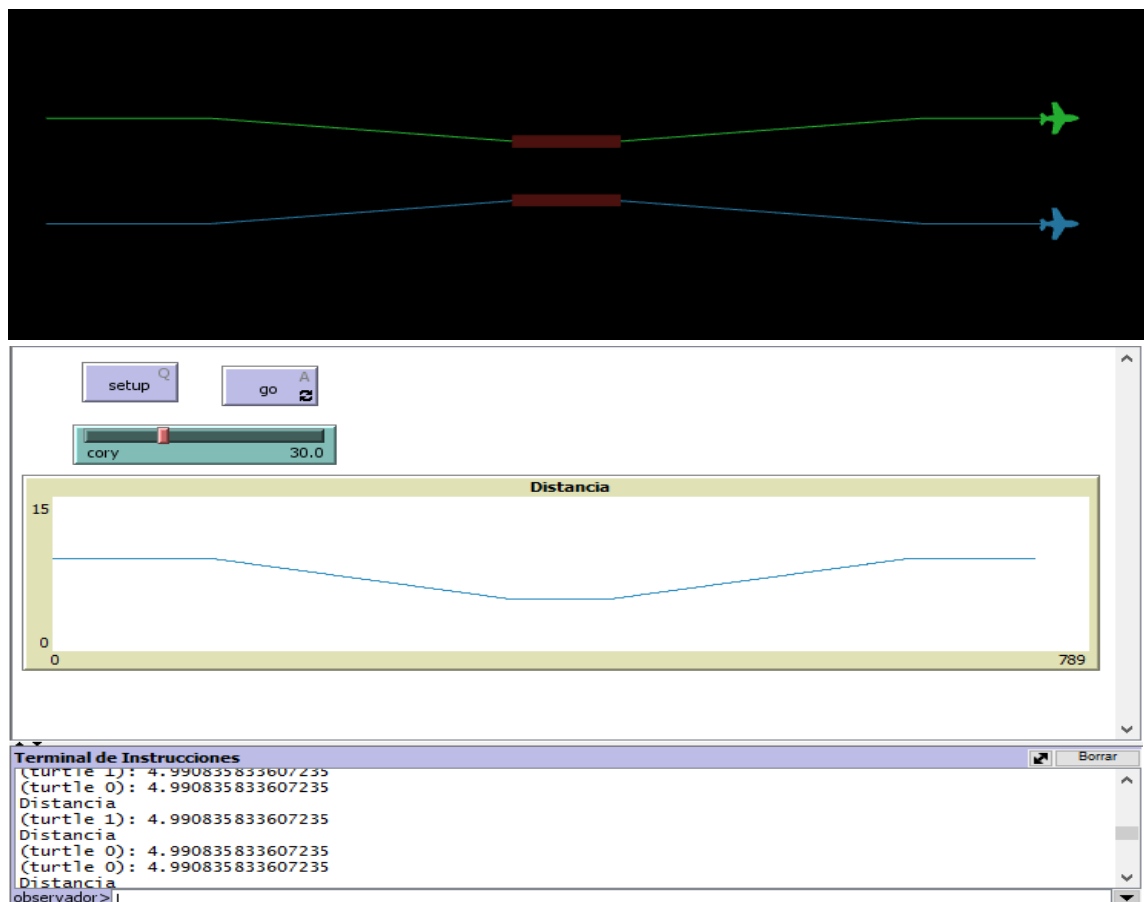 setup Q
go A
cory 30.0
Distancia
15
0
0 789
Terminal de Instrucciones Borrar
(turtle 1): 4.990835833607235
(turtle 0): 4.990835833607235
Distancia
(turtle 1): 4.990835833607235
Distancia
(turtle 0): 4.990835833607235
(turtle 0): 4.990835833607235
Distancia
observador>